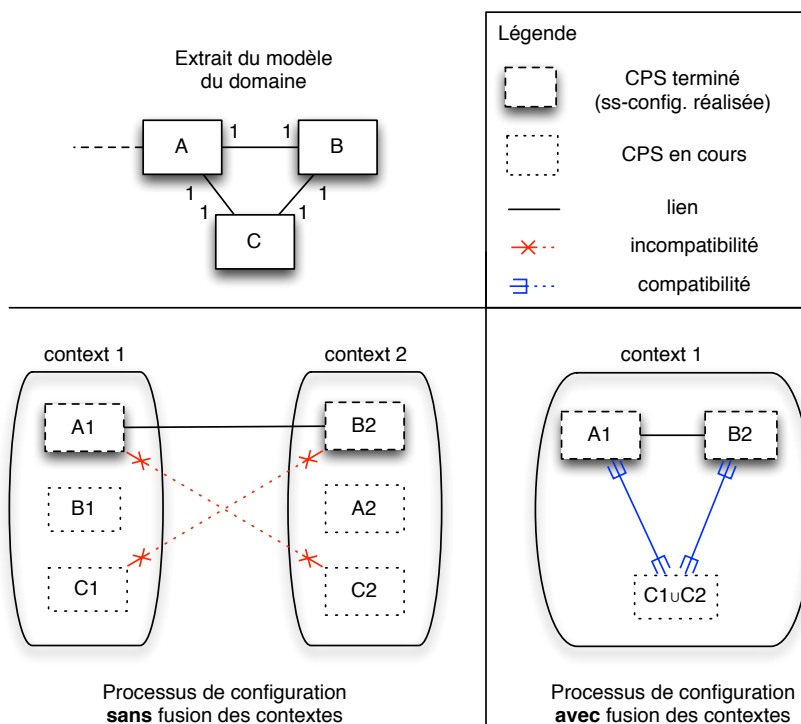 Extrait du modèle
du domaine
A
1
1
B
1
1
1
1
C
Légende
CPS terminé
(ss-config. réalisée)
CPS en cours
lien
incompatibilité
compatibilité
context 1
context 2
A1
B2
B1
A2
C1
C2
Processus de configuration
sans fusion des contextes
context 1
A1
B2
C1∪C2
Processus de configuration
avec fusion des contextes